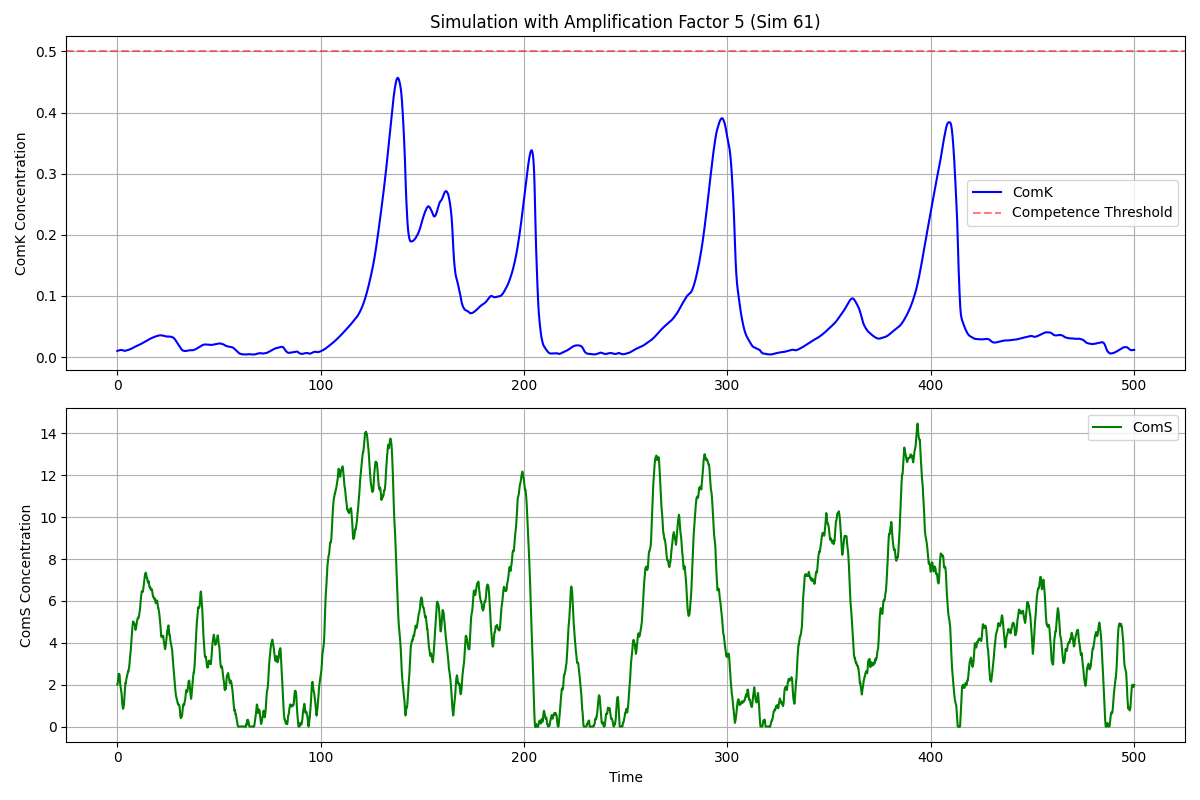 Simulation with Amplification Factor 5 (Sim 61)
ComK Concentration
0.5
0.4
0.3
0.2
0.1
0.0
ComK
Competence Threshold
0 100 200 300 400 500
ComS Concentration
14
12
10
8
6
4
2
0
ComS
0 100 200 300 400 500
Time